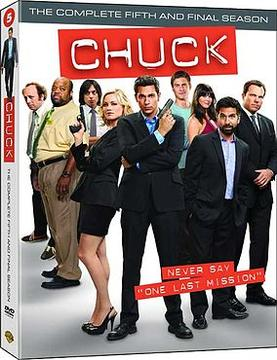 THE COMPLETE FIFTH AND FINAL SEASON
CHUCK
NEVER SAY
"ONE LAST MISSION"
5
CHUCK
THE COMPLETE FIFTH AND FINAL SEASON
DVD